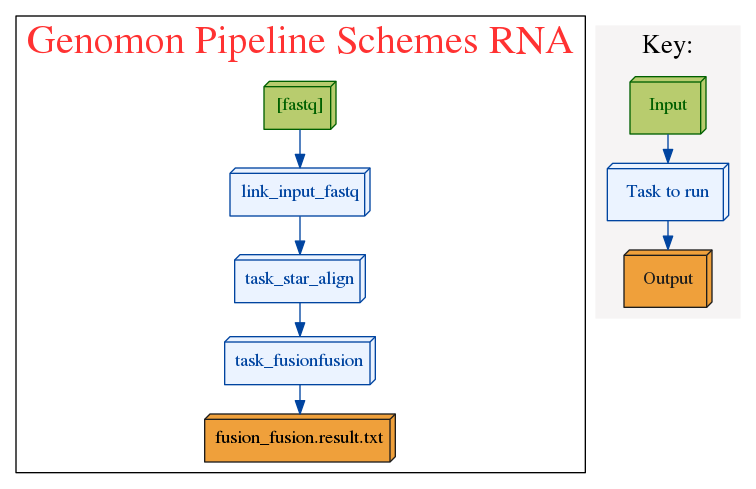 Genomon Pipeline Schemes RNA
[fastq]
link_input_fastq
task_star_align
task_fusionfusion
fusion_fusion.result.txt
Key:
Input
Task to run
Output